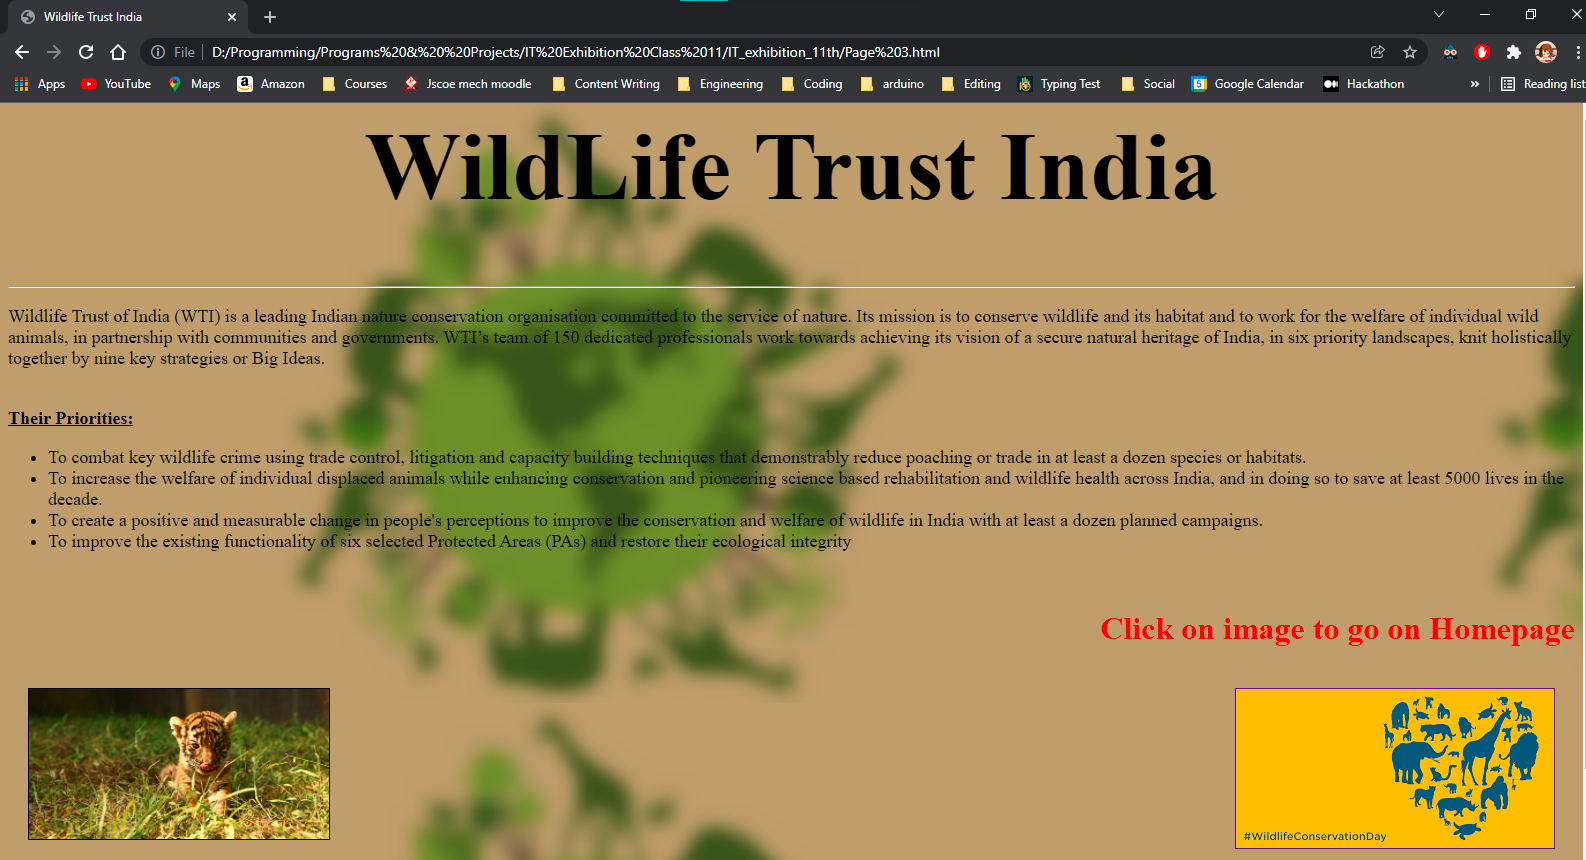 Wildlife Trust India
File
D:/Programming/Programs%20&%20%20Projects/IT%20Exhibition%20Class%2011/IT_exhibition_11th/Page%203.html
Apps YouTube Maps Amazon Courses Jscoe mech moodle Content Writing Engineering Coding arduino Editing Typing Test Social Google Calendar Hackathon » Reading list
WildLife Trust India
Wildlife Trust of India (WTI) is a leading Indian nature conservation organisation committed to the service of nature. Its mission is to conserve wildlife and its habitat and to work for the welfare of individual wild
animals, in partnership with communities and governments. WTI’s team of 150 dedicated professionals work towards achieving its vision of a secure natural heritage of India, in six priority landscapes, knit holistically
together by nine key strategies or Big Ideas.
Their Priorities:
• To combat key wildlife crime using trade control, litigation and capacity building techniques that demonstrably reduce poaching or trade in at least a dozen species or habitats.
• To increase the welfare of individual displaced animals while enhancing conservation and pioneering science based rehabilitation and wildlife health across India, and in doing so to save at least 5000 lives in the
decade.
• To create a positive and measurable change in people's perceptions to improve the conservation and welfare of wildlife in India with at least a dozen planned campaigns.
• To improve the existing functionality of six selected Protected Areas (PAs) and restore their ecological integrity
Click on image to go on Homepage
#WildlifeConservationDay